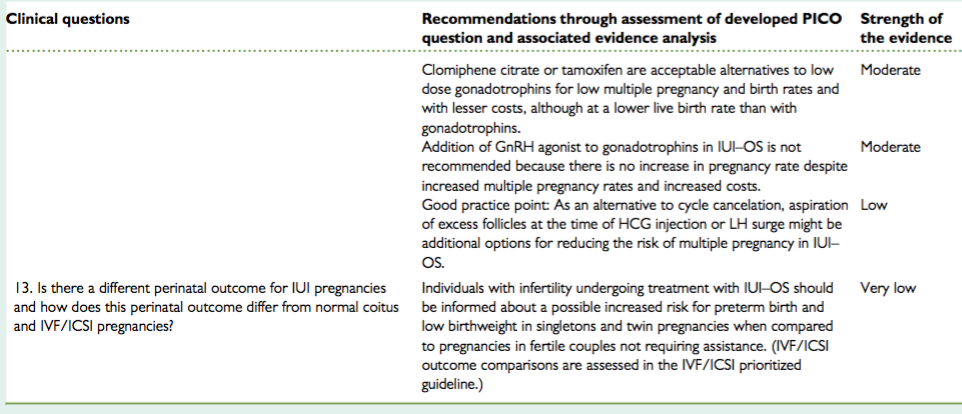 Clinical questions
Recommendations through assessment of developed PICO
question and associated evidence analysis
Strength of
the evidence
Clomiphene citrate or tamoxifen are acceptable alternatives to low
dose gonadotrophins for low multiple pregnancy and birth rates and
with lesser costs, although at a lower live birth rate than with
gonadotrophins.
Moderate
Addition of GnRH agonist to gonadotrophins in IUI–OS is not
recommended because there is no increase in pregnancy rate despite
increased multiple pregnancy rates and increased costs.
Moderate
Good practice point: As an alternative to cycle cancelation, aspiration
of excess follicles at the time of HCG injection or LH surge might be
additional options for reducing the risk of multiple pregnancy in IUI–
OS.
Low
13. Is there a different perinatal outcome for IUI pregnancies
and how does this perinatal outcome differ from normal coitus
and IVF/ICSI pregnancies?
Individuals with infertility undergoing treatment with IUI–OS should
be informed about a possible increased risk for preterm birth and
low birthweight in singletons and twin pregnancies when compared
to pregnancies in fertile couples not requiring assistance. (IVF/ICSI
outcome comparisons are assessed in the IVF/ICSI prioritized
guideline.)
Very low